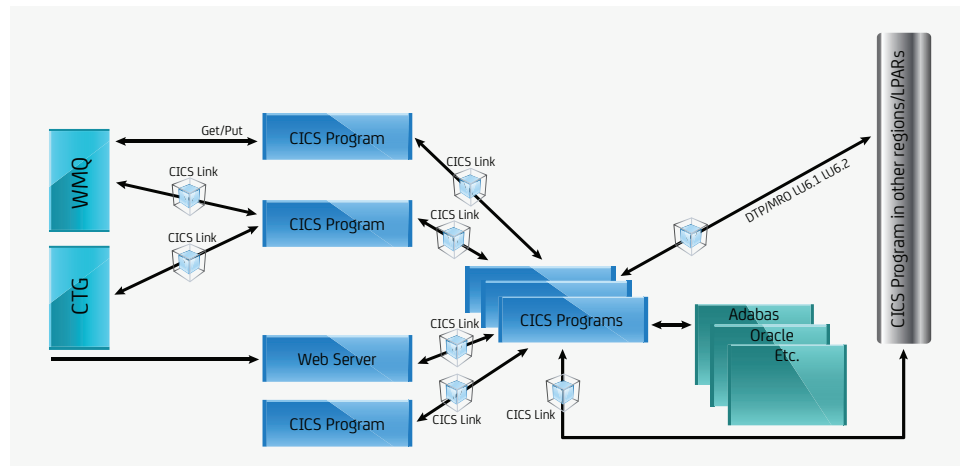 Get/Put
CICS Program
WMQ
CICS Link
CICS Link
CICS Program
CICS Link
CICS Link
CTG
DTP/MRO LU6.1 LU6.2
CICS Program in other regions/LPARs
CICS Programs
Adabas
Oracle
Etc.
CICS Link
Web Server
CICS Link
CICS Program
CICS Link